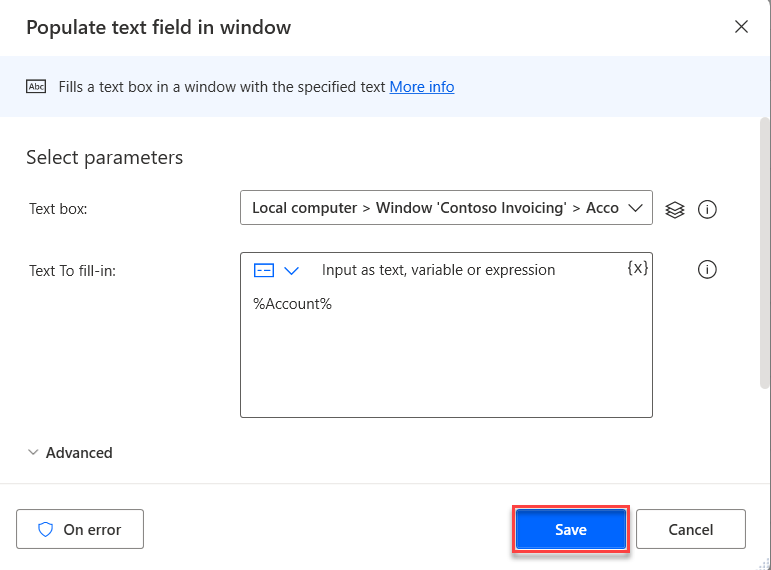 Populate text field in window
Abc Fills a text box in a window with the specified text More info
Select parameters
Text box: Local computer > Window 'Contoso Invoicing' > Acco
Text To fill-in: Input as text, variable or expression {x}
%Account%
Advanced
On error Save Cancel